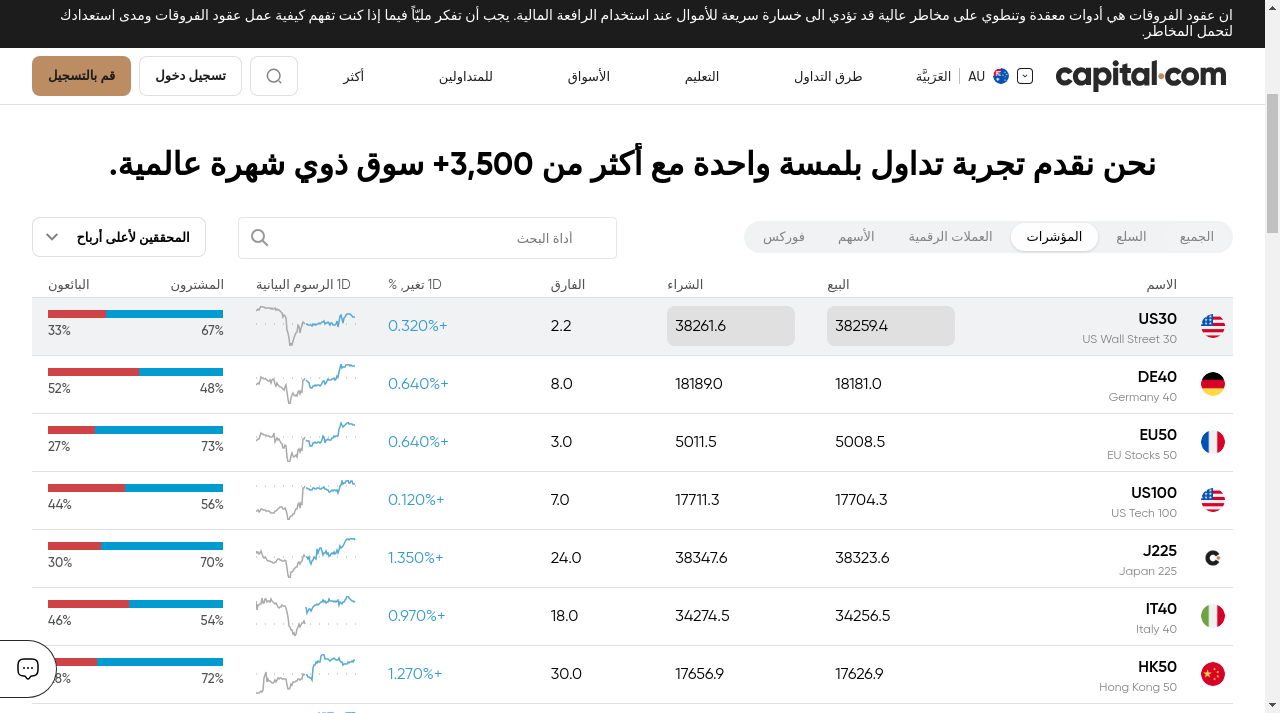 ان عقود الفروقات هي أدوات معقدة وتنطوي على مخاطر عالية قد تؤدي الى خسارة سريعة للأموال عند استخدام الرافعة المالية. يجب أن تفكر مليّاً فيما إذا كنت تفهم كيفية عمل عقود الفروقات ومدى استعدادك
لتحمل المخاطر.
capital.com AU العَرَبيَّة طرق التداول التعليم الأسواق للمتداولين أكثر تسجيل دخول قم بالتسجيل
نحن نقدم تجربة تداول بلمسة واحدة مع أكثر من 3,500+ سوق ذوي شهرة عالمية.
الجميع السلع المؤشرات العملات الرقمية الأسهم فوركس أداة البحث المحققين لأعلى أرباح
الاسم البيع الشراء الفارق 1D تغير, % 1D الرسوم البيانية المشترون البائعون
US30 38259.4 38261.6 2.2 0.320%+ 67% 33%
US Wall Street 30
DE40 18181.0 18189.0 8.0 0.640%+ 48% 52%
Germany 40
EU50 5008.5 5011.5 3.0 0.640%+ 73% 27%
EU Stocks 50
US100 17704.3 17711.3 7.0 0.120%+ 56% 44%
US Tech 100
J225 38323.6 38347.6 24.0 1.350%+ 70% 30%
Japan 225
IT40 34256.5 34274.5 18.0 0.970%+ 54% 46%
Italy 40
HK50 17626.9 17656.9 30.0 1.270%+ 72%
Hong Kong 50